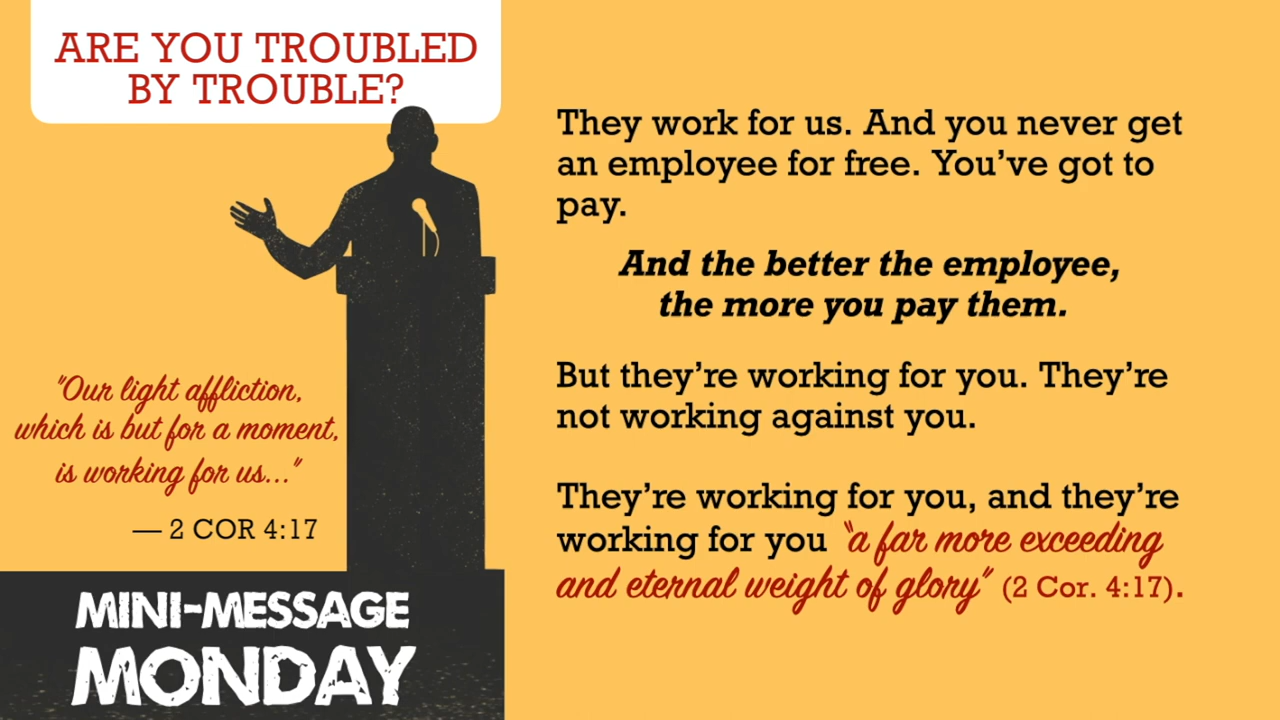 ARE YOU TROUBLED
BY TROUBLE?
"Our light affliction,
which is but for a moment,
is working for us..."
— 2 COR 4:17
MINI-MESSAGE
MONDAY
They work for us. And you never get
an employee for free. You’ve got to
pay.
And the better the employee,
the more you pay them.
But they’re working for you. They’re
not working against you.
They’re working for you, and they’re
working for you "a far more exceeding
and eternal weight of glory" (2 Cor. 4:17).